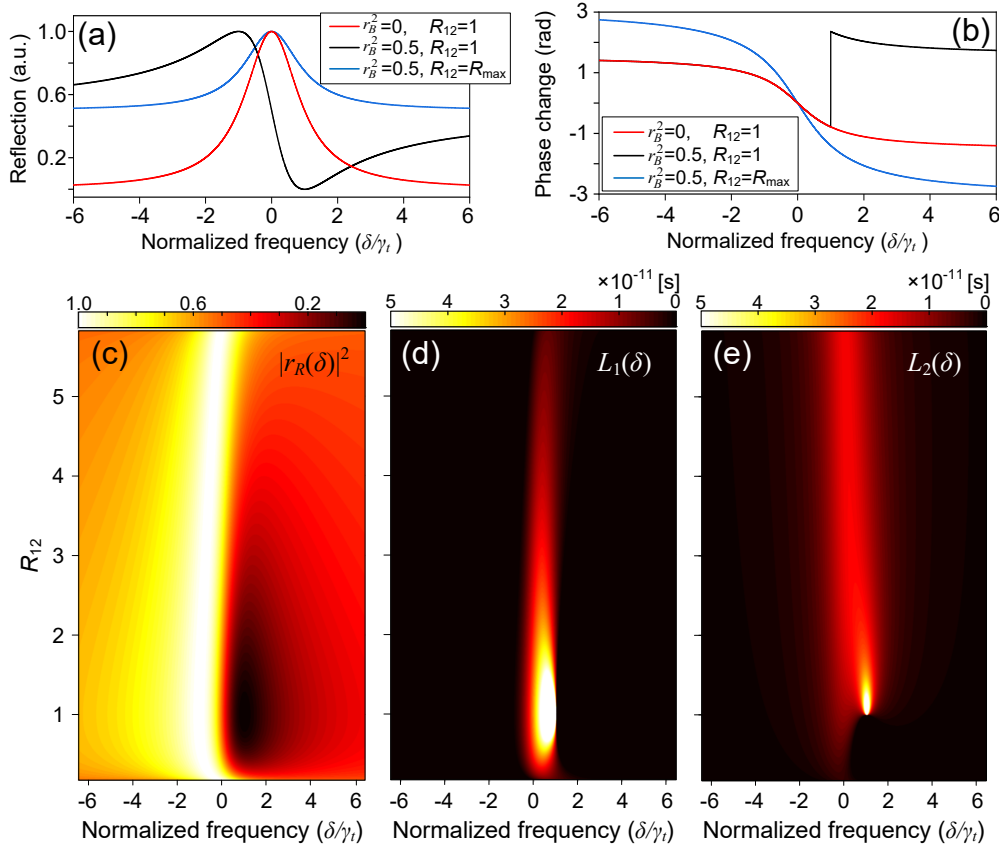 (a)
r_B^2=0, R_12=1
r_B^2=0.5, R_12=1
r_B^2=0.5, R_12=R_max
Reflection (a.u.)
1.0
0.6
0.2
-6 -4 -2 0 2 4 6
Normalized frequency (δ/γ_t )
(b)
r_B^2=0, R_12=1
r_B^2=0.5, R_12=1
r_B^2=0.5, R_12=R_max
Phase change (rad)
3
1
-1
-3
-6 -4 -2 0 2 4 6
Normalized frequency (δ/γ_t)
1.0 0.6 0.2
(c)
|r_R(δ)|^2
R_12
5
4
3
2
1
-6 -4 -2 0 2 4 6
Normalized frequency (δ/γ_t)
×10^-11 [s]
5 4 3 2 1 0
(d)
L_1(δ)
-6 -4 -2 0 2 4 6
Normalized frequency (δ/γ_t)
×10^-11 [s]
5 4 3 2 1 0
(e)
L_2(δ)
-6 -4 -2 0 2 4 6
Normalized frequency (δ/γ_t)